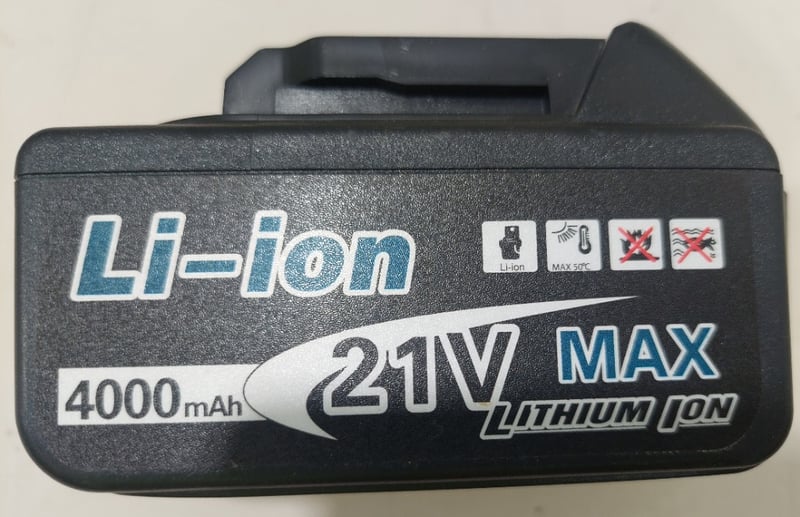 Li-ion
Li-ion
MAX 50°C
4000mAh
21V
MAX
LITHIUM ION